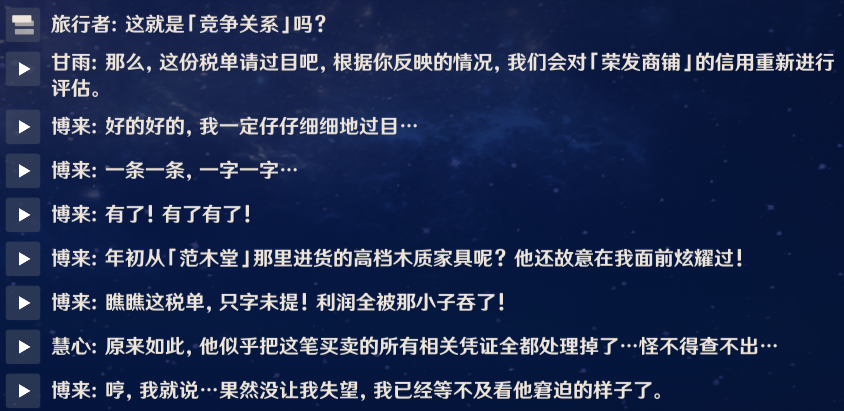 旅行者: 这就是「竞争关系」吗?
甘雨: 那么, 这份税单请过目吧, 根据你反映的情况, 我们会对「荣发商铺」的信用重新进行
评估。
博来: 好的好的, 我一定仔仔细细地过目…
博来: 一条一条, 一字一字…
博来: 有了! 有了有了!
博来: 年初从「范木堂」那里进货的高档木质家具呢? 他还故意在我面前炫耀过!
博来: 瞧瞧这税单, 只字未提! 利润全被那小子吞了!
慧心: 原来如此, 他似乎把这笔买卖的所有相关凭证全都处理掉了…怪不得查不出…
博来: 哼, 我就说…果然没让我失望, 我已经等不及看他窘迫的样子了。